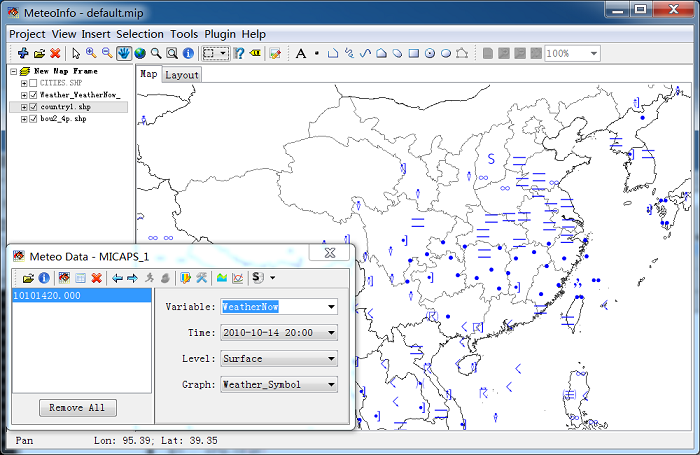 MeteoInfo - default.mip
Project View Insert Selection Tools Plugin Help
A
100%
New Map Frame
CITIES SHP
Weather_WeatherNow_
country1.shp
bou2_4p.shp
Map Layout
S
Meteo Data - MICAPS_1
S
10101420.000
Variable: WeatherNow
Time: 2010-10-14 20:00
Level: Surface
Graph: Weather_Symbol
Remove All
Pan Lon: 95.39; Lat: 39.35